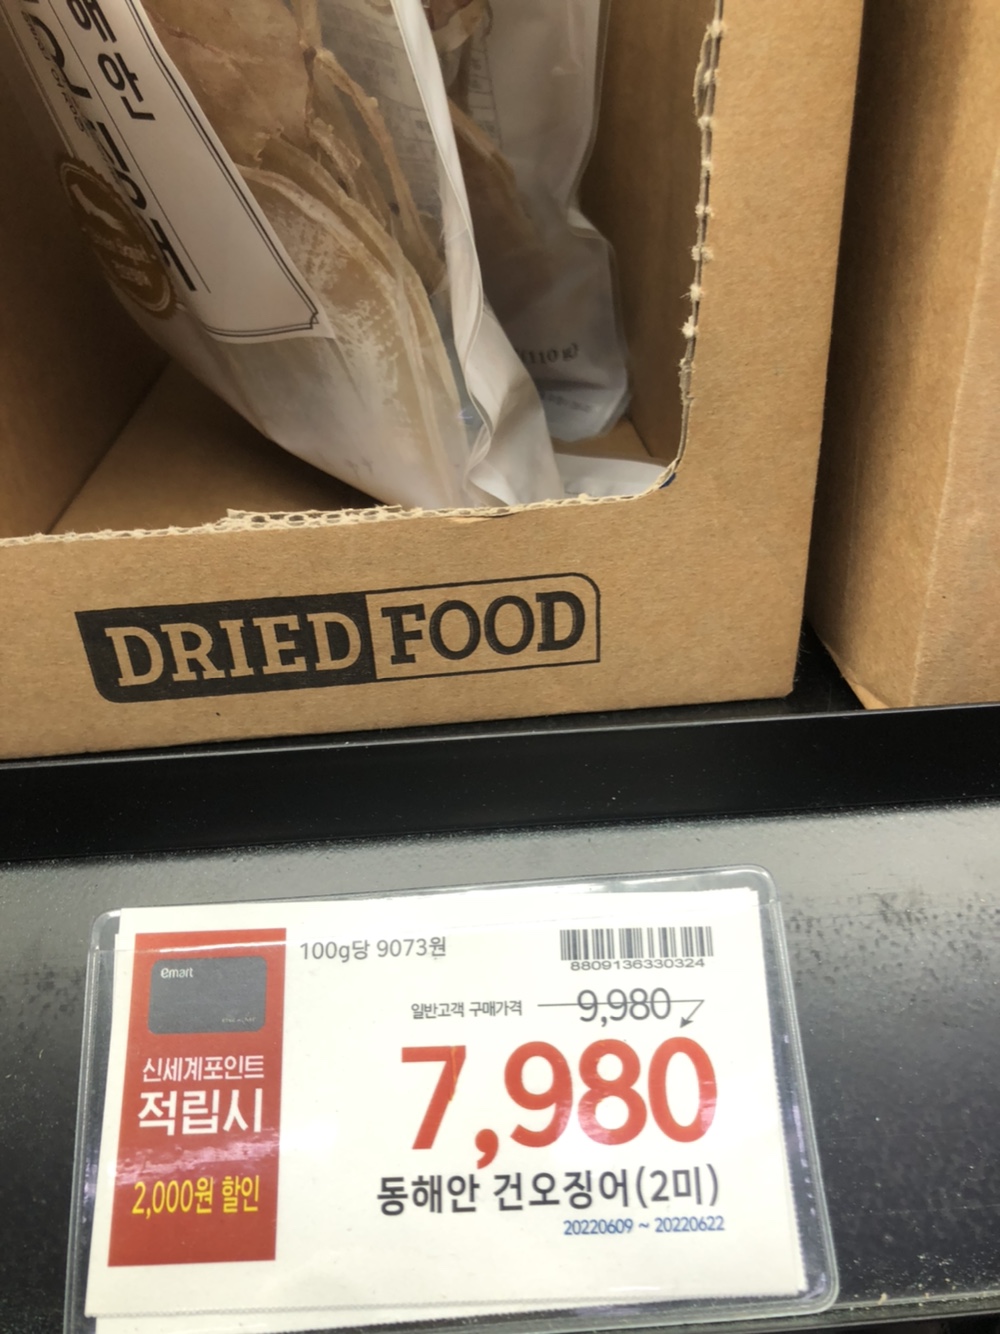 해안
(110 g)
DRIED FOOD
emart
신세계포인트
적립시
2,000원 할인
100g당 9073원
8809136330324
일반고객 구매가격 9,980
7,980
동해안 건오징어(2미)
20220609 ~ 20220622